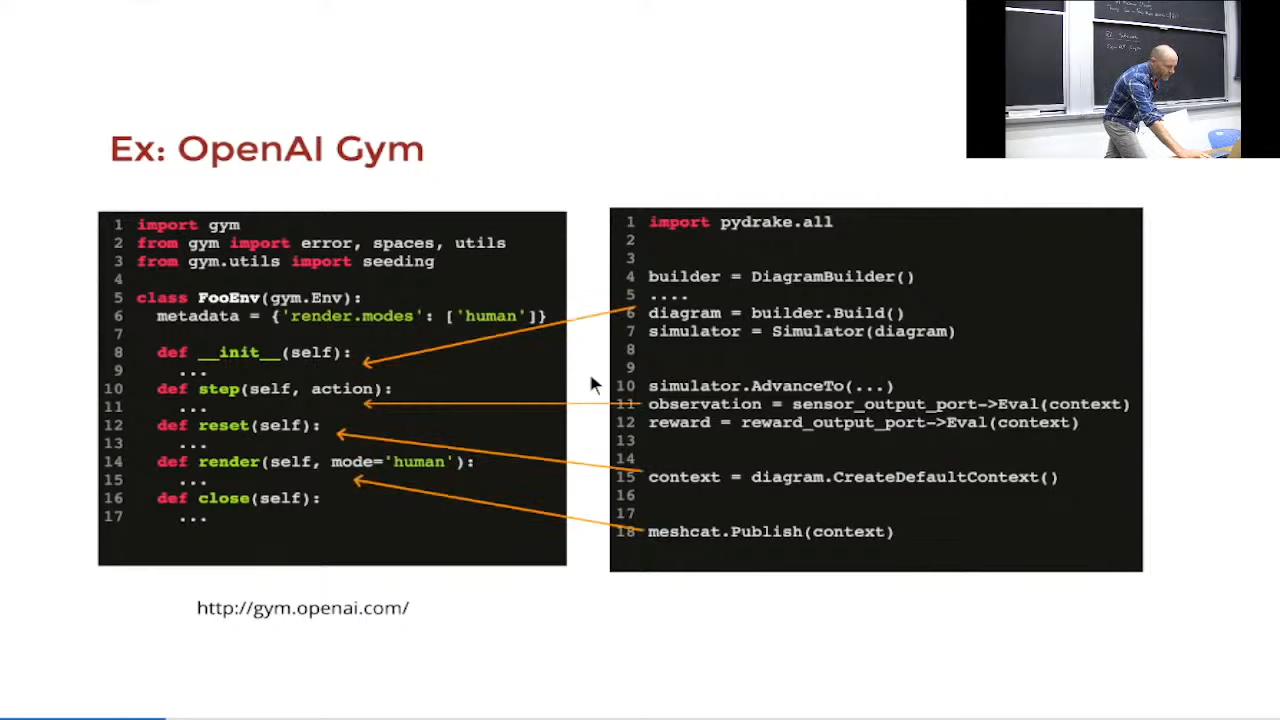 Ex: OpenAI Gym
1 import gym
2 from gym import error, spaces, utils
3 from gym.utils import seeding
4
5 class FooEnv(gym.Env):
6 metadata = {'render.modes': ['human']}
7
8 def __init__(self):
9 ...
10 def step(self, action):
11 ...
12 def reset(self):
13 ...
14 def render(self, mode='human'):
15 ...
16 def close(self):
17 ...
1 import pydrake.all
2
3
4 builder = DiagramBuilder()
5 ....
6 diagram = builder.Build()
7 simulator = Simulator(diagram)
8
9
10 simulator.AdvanceTo(...)
11 observation = sensor_output_port->Eval(context)
12 reward = reward_output_port->Eval(context)
13
14
15 context = diagram.CreateDefaultContext()
16
17
18 meshcat.Publish(context)
http://gym.openai.com/